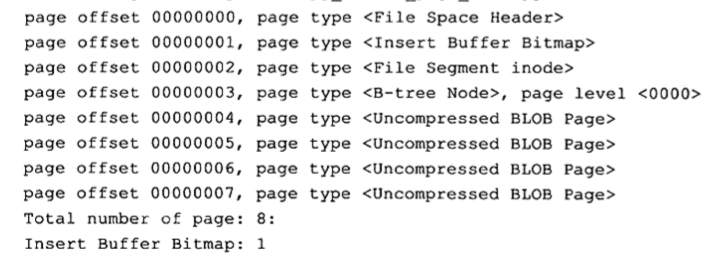 page offset 00000000, page type <File Space Header>
page offset 00000001, page type <Insert Buffer Bitmap>
page offset 00000002, page type <File Segment inode>
page offset 00000003, page type <B-tree Node>, page level <0000>
page offset 00000004, page type <Uncompressed BLOB Page>
page offset 00000005, page type <Uncompressed BLOB Page>
page offset 00000006, page type <Uncompressed BLOB Page>
page offset 00000007, page type <Uncompressed BLOB Page>
Total number of page: 8:
Insert Buffer Bitmap: 1